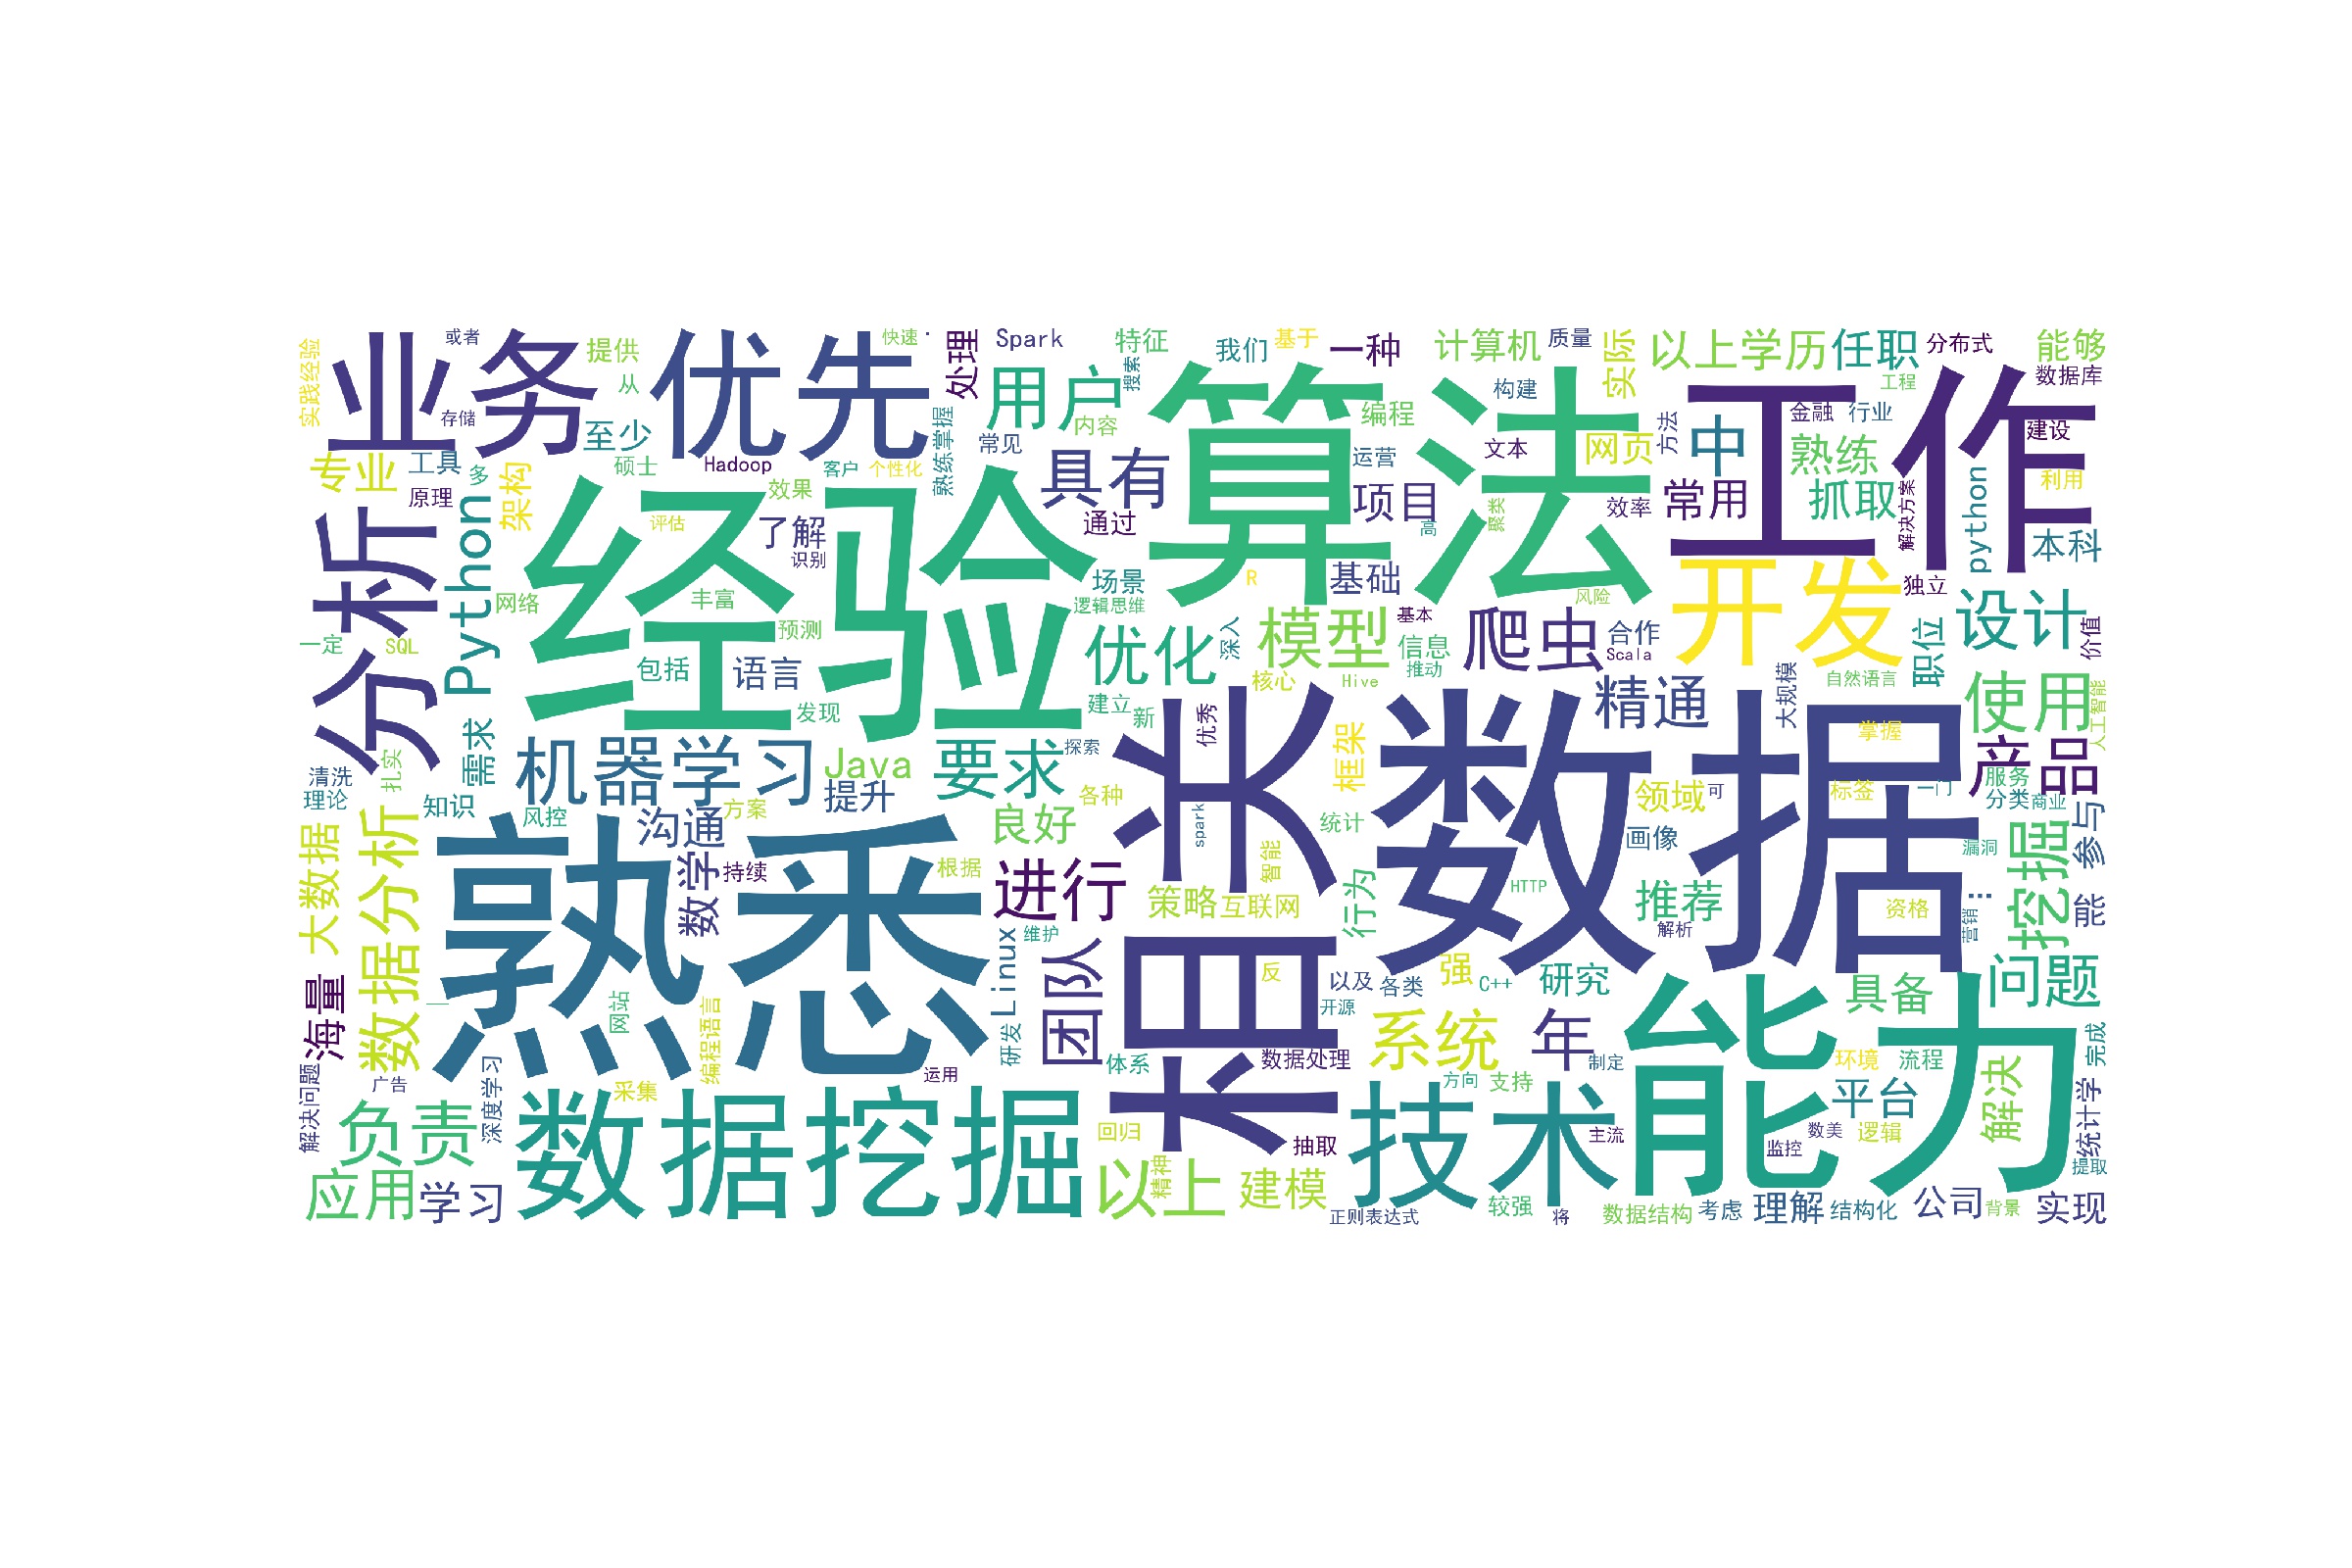 业务
优先
算法
工作
经验
数据
相关
熟悉
能力
数据挖掘
技术
分析
开发
机器学习
Python
数据分析
或者
提供
快速
处理
Spark
特征
我们
基于
一种
计算机
质量
实际
以上学历
任职
分布式
能够
实践经验
从
存储
用户
搜索
构建
工程
数据库
至少
内容
编程
金融
行业
建设
熟练掌握
常见
文本
网页
方法
中
熟练
专业
工具
多
架构
硕士
Hadoop
客户
个性化
具有
运营
原理
效果
项目
效率
常用
抓取
利用
评估
了解
识别
通过
聚类
高
解决方案
python
本科
网络
丰富
场景
逻辑思维
R
基础
风险
独立
设计
一定
SQL
预测
优化
深入
模型
基本
信息
爬虫
合作
Scala
职位
价值
包括
语言
建立
核心
Hive
推动
精通
大规模
自然语言
使用
人工智能
发现
新
优秀
需求
扎实
Java
要求
探索
框架
掌握
产品
清洗
理论
知识
风控
方案
提升
各种
领域
可
标签
服务
一门
分类
商业
参与
大数据
沟通
良好
spark
统计
画像
挖掘
漏洞
数学
持续
根据
进行
智能
策略
互联网
行为
HTTP
推荐
资格
营销
能
海量
一
网站
编程语言
Linux
维护
团队
反
解析
以及
各类
强
C++
研究
具备
问题
研发
开源
系统
年
解决问题
广告
深度学习
采集
运用
体系
数据处理
方向
支持
制定
环境
流程
平台
解决
完成
统计学
负责
回归
抽取
主流
数美
监控
逻辑
提取
应用
学习
以上
精神
建模
正则表达式
较强
将
数据结构
考虑
理解
结构化
公司
背景
实现